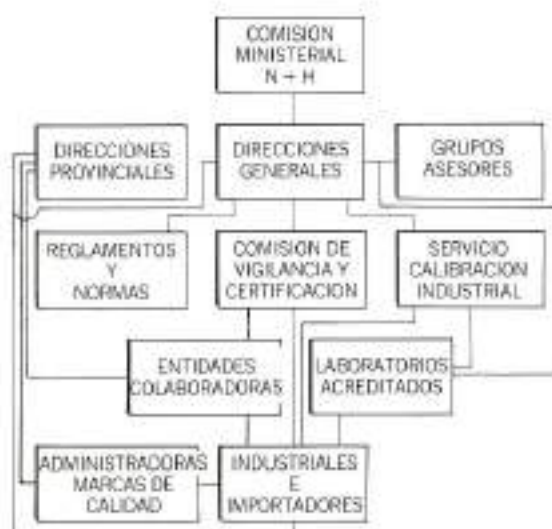 COMISION
MINISTERIAL
N + H
DIRECCIONES
PROVINCIALES
DIRECCIONES
GENERALES
GRUPOS
ASESORES
REGLAMENTOS
Y
NORMAS
COMISION DE
VIGILANCIA Y
CERTIFICACION
SERVICIO
CALIBRACION
INDUSTRIAL
ENTIDADES
COLABORADORAS
LABORATORIOS
ACREDITADOS
ADMINISTRADORAS
MARCAS DE
CALIDAD
INDUSTRIALES
E
IMPORTADORES